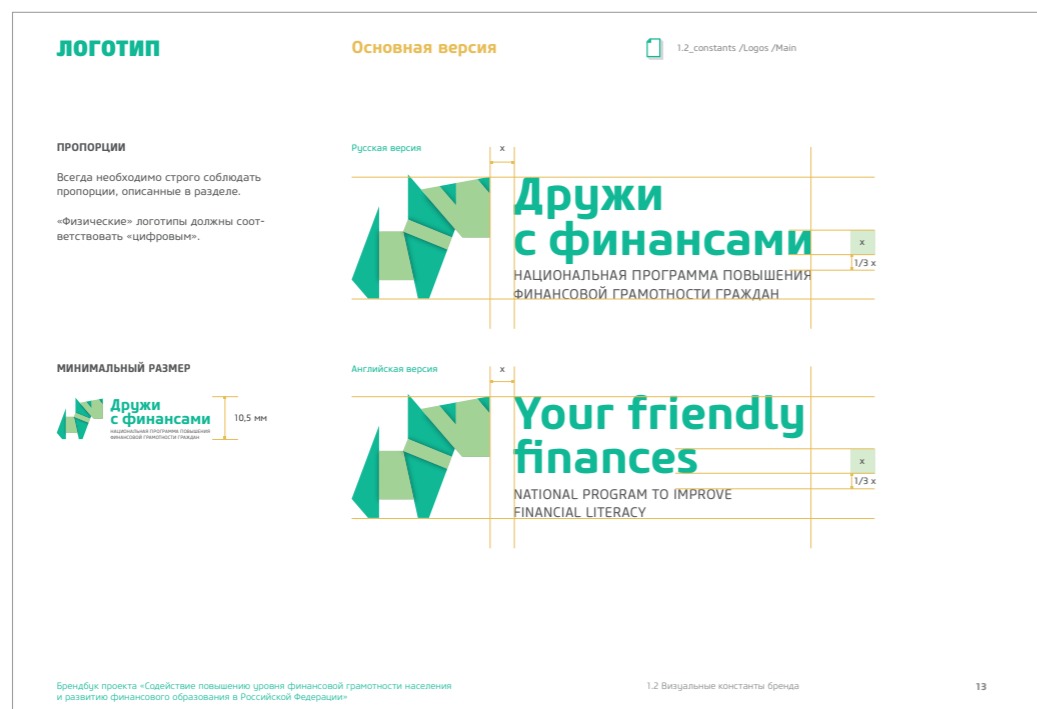 ЛОГОТИП
Основная версия
1.2_constants /Logos /Main
ПРОПОРЦИИ
Всегда необходимо строго соблюдать
пропорции, описанные в разделе.
«Физические» логотипы должны соот-
ветствовать «цифровым».
Русская версия
x
Дружи
с финансами
НАЦИОНАЛЬНАЯ ПРОГРАММА ПОВЫШЕНИЯ
ФИНАНСОВОЙ ГРАМОТНОСТИ ГРАЖДАН
x
1/3 x
МИНИМАЛЬНЫЙ РАЗМЕР
Дружи
с финансами
НАЦИОНАЛЬНАЯ ПРОГРАММА ПОВЫШЕНИЯ
ФИНАНСОВОЙ ГРАМОТНОСТИ ГРАЖДАН
10,5 мм
Английская версия
x
Your friendly
finances
NATIONAL PROGRAM TO IMPROVE
FINANCIAL LITERACY
x
1/3 x
Брендбук проекта «Содействие повышению уровня финансовой грамотности населения
и развитию финансового образования в Российской Федерации»
1.2 Визуальные константы бренда
13